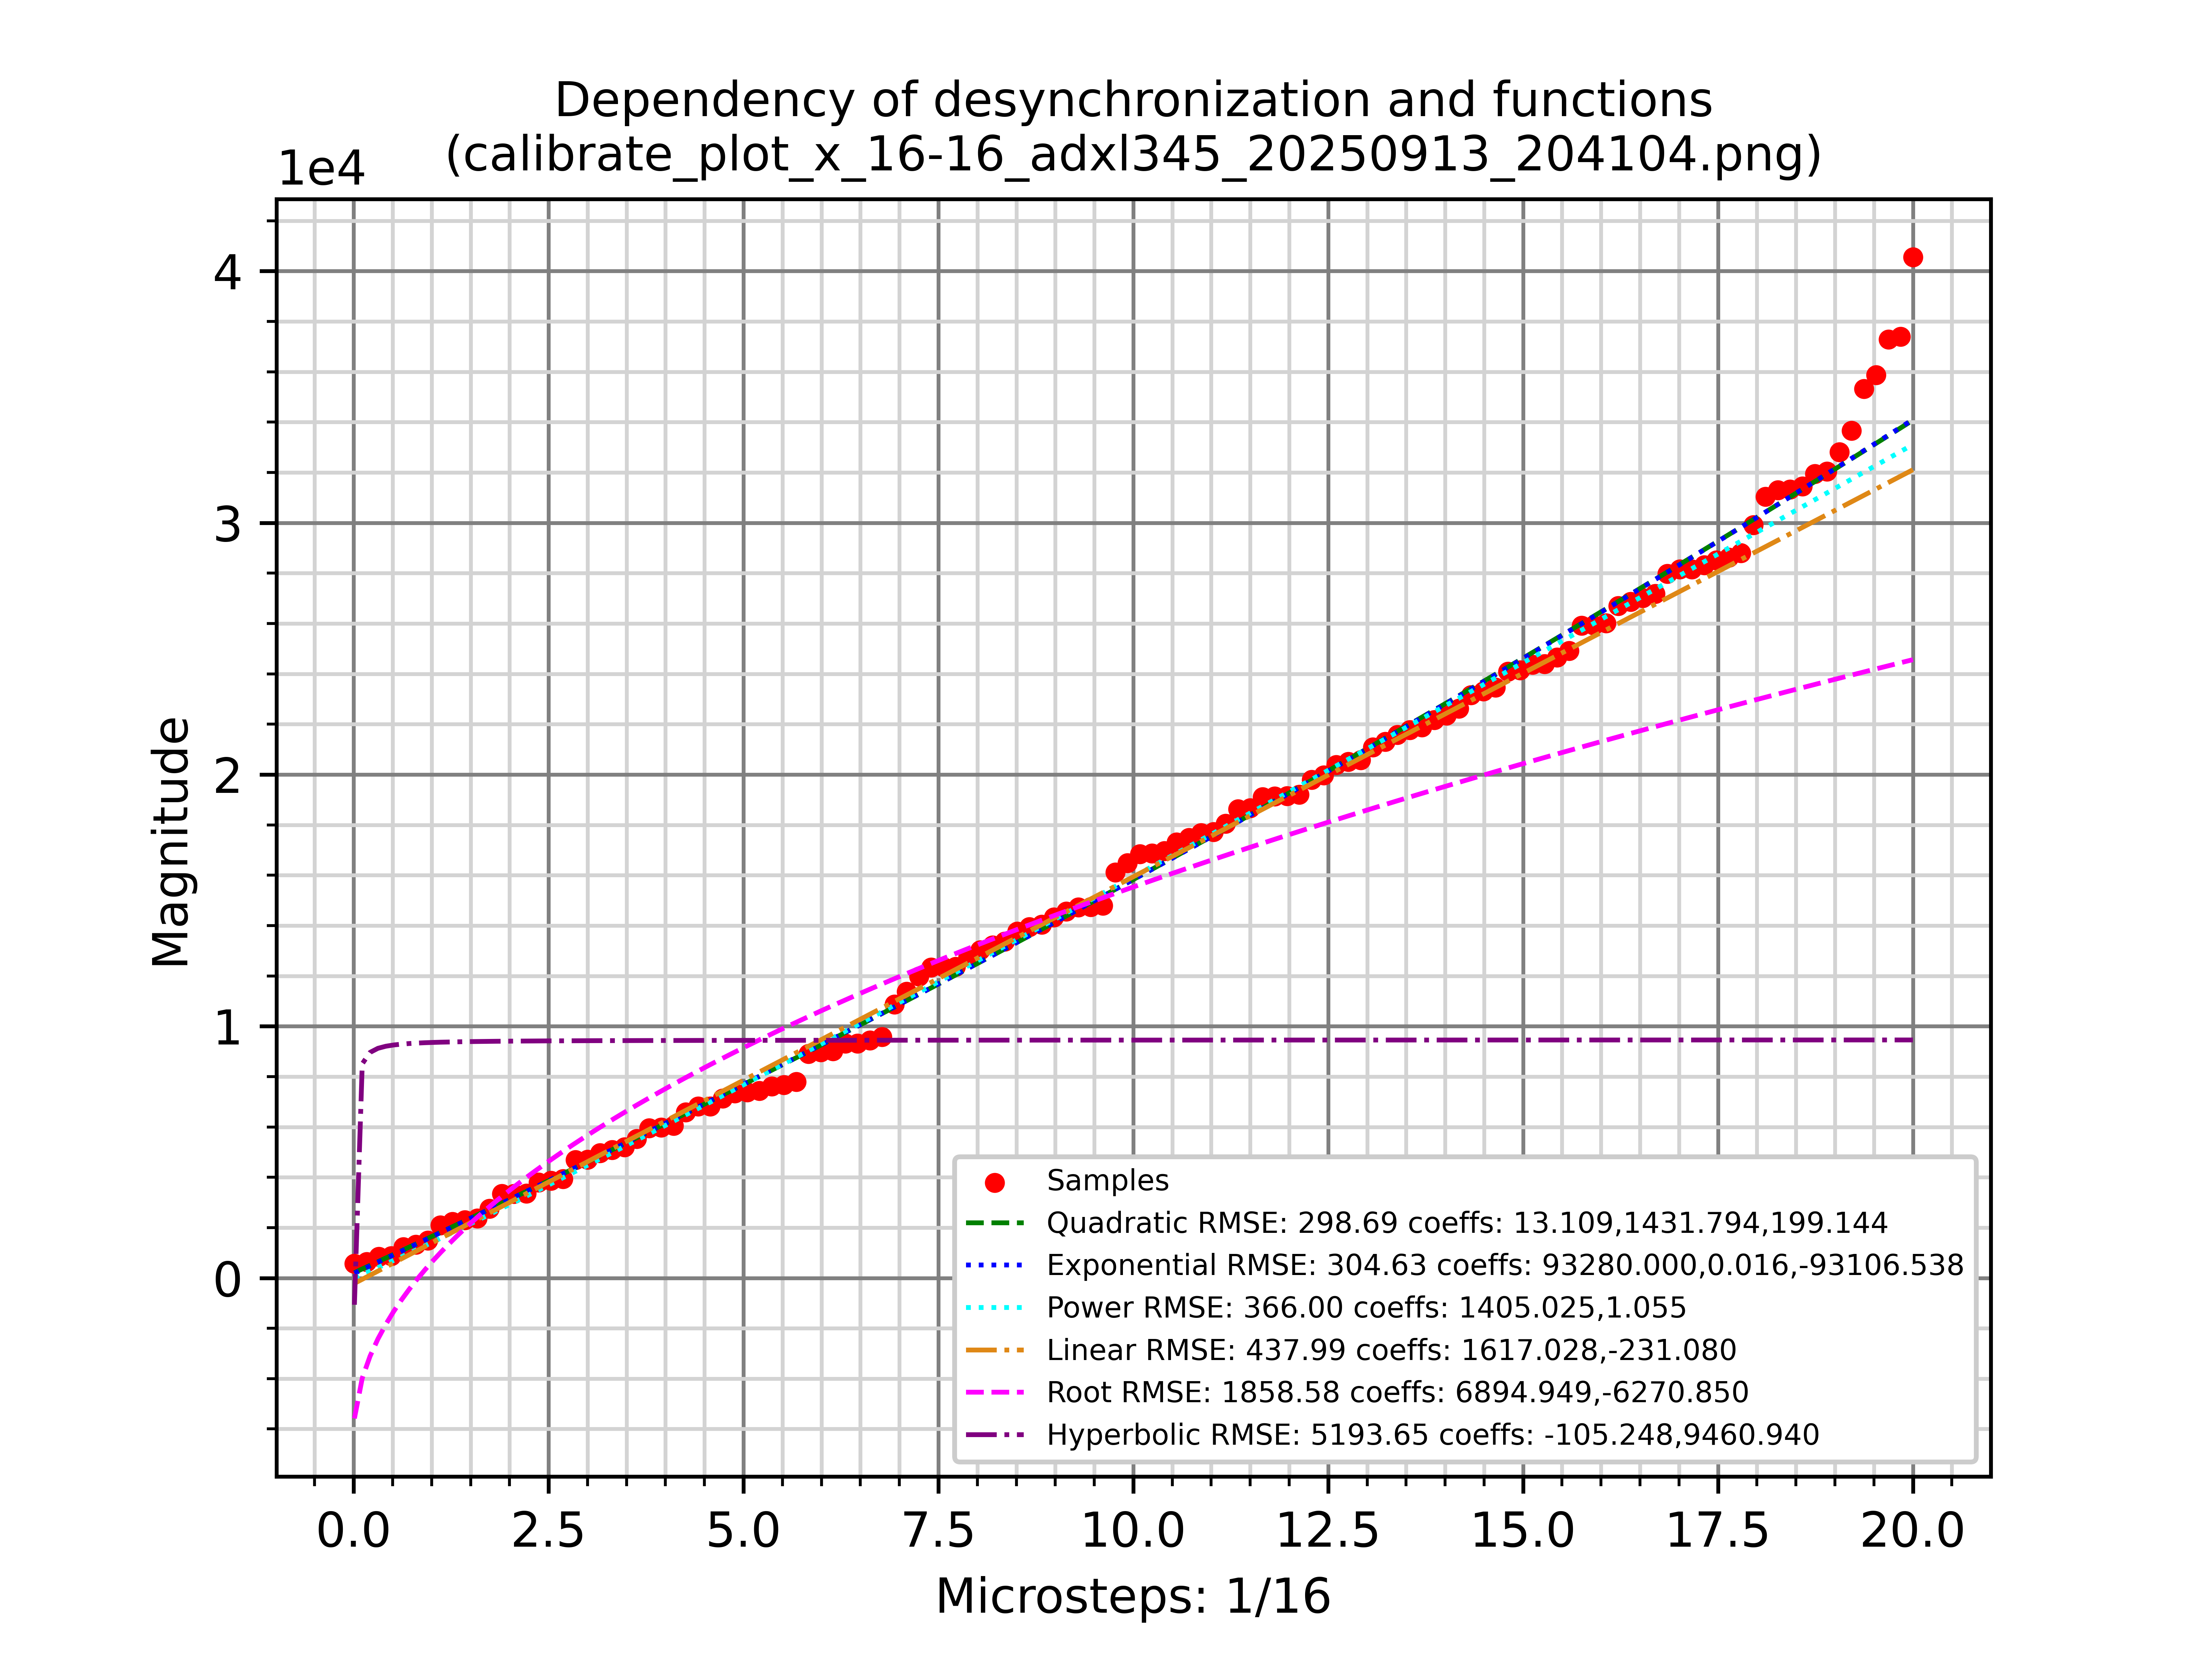 Dependency of desynchronization and functions
(calibrate_plot_x_16-16_adxl345_20250913_204104.png)
1e4
4
3
2
1
0
Magnitude
Samples
Quadratic RMSE: 298.69 coeffs: 13.109,1431.794,199.144
Exponential RMSE: 304.63 coeffs: 93280.000,0.016,-93106.538
Power RMSE: 366.00 coeffs: 1405.025,1.055
Linear RMSE: 437.99 coeffs: 1617.028,-231.080
Root RMSE: 1858.58 coeffs: 6894.949,-6270.850
Hyperbolic RMSE: 5193.65 coeffs: -105.248,9460.940
0.0 2.5 5.0 7.5 10.0 12.5 15.0 17.5 20.0
Microsteps: 1/16